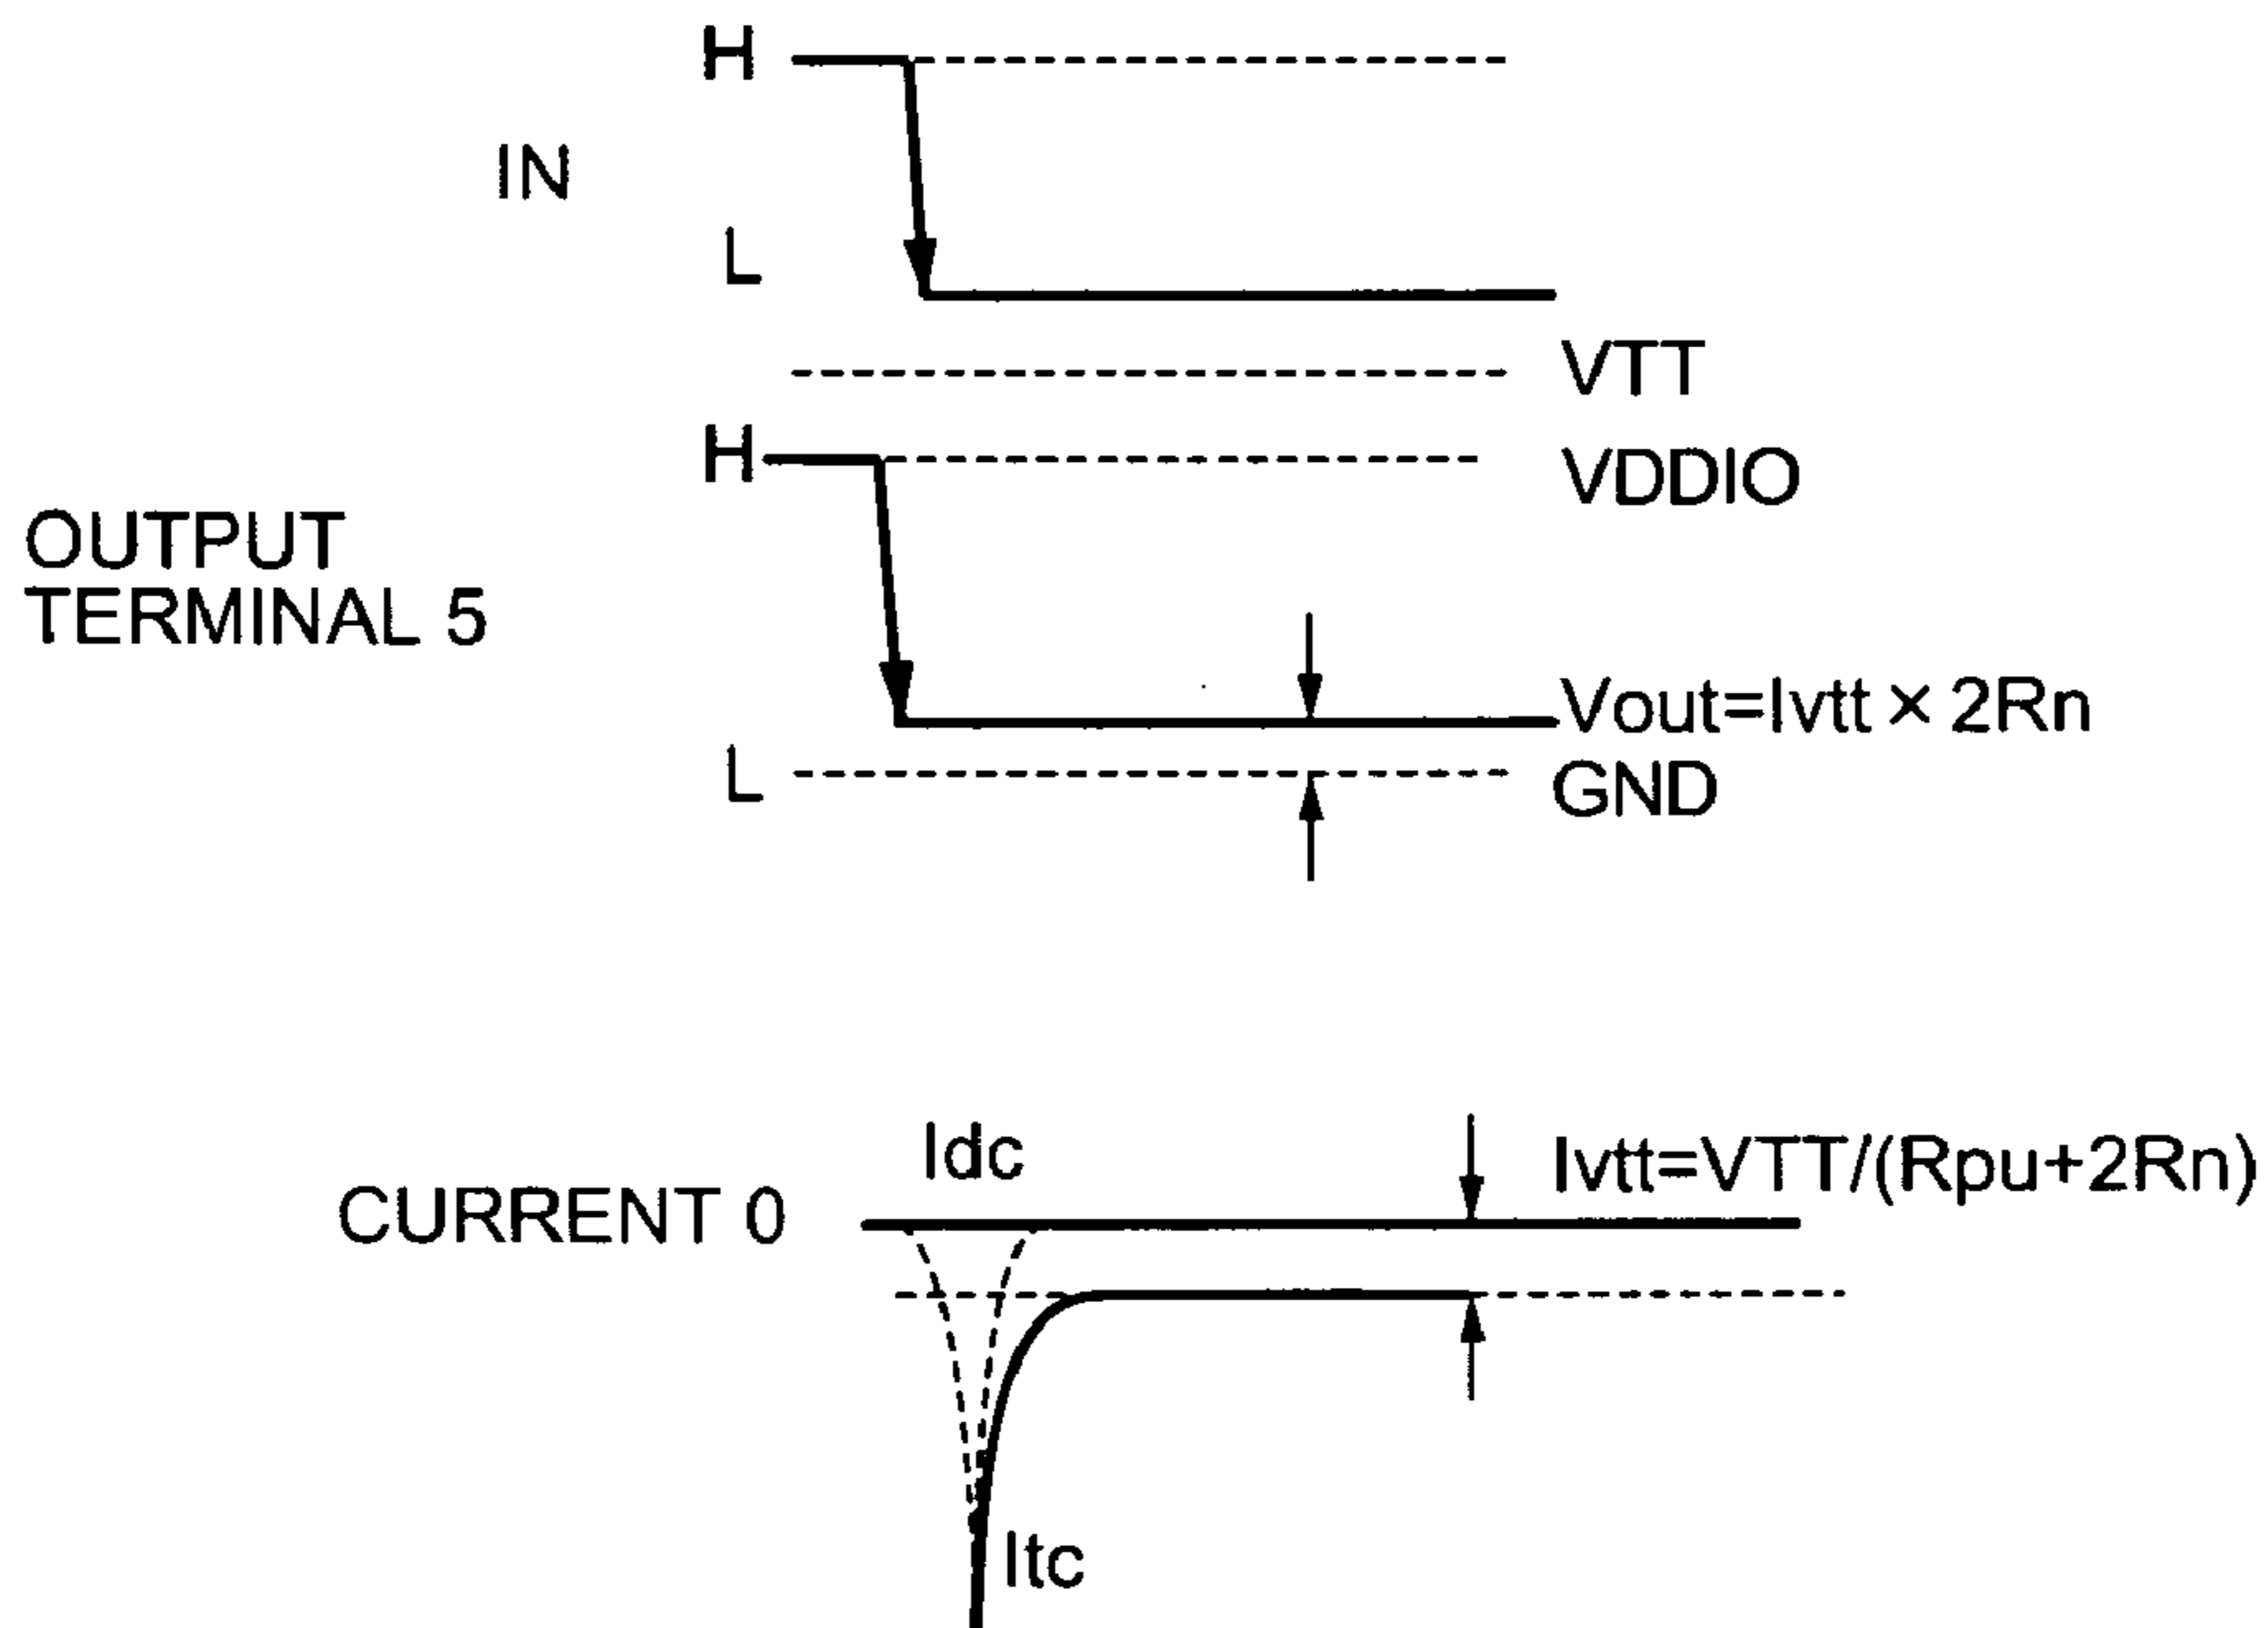 H
IN
L
VTT
H
VDDIO
OUTPUT
TERMINAL 5
Vout=Ivtt × 2Rn
L
GND
Idc
Ivtt=VTT/(Rpu+2Rn)
CURRENT 0
Itc